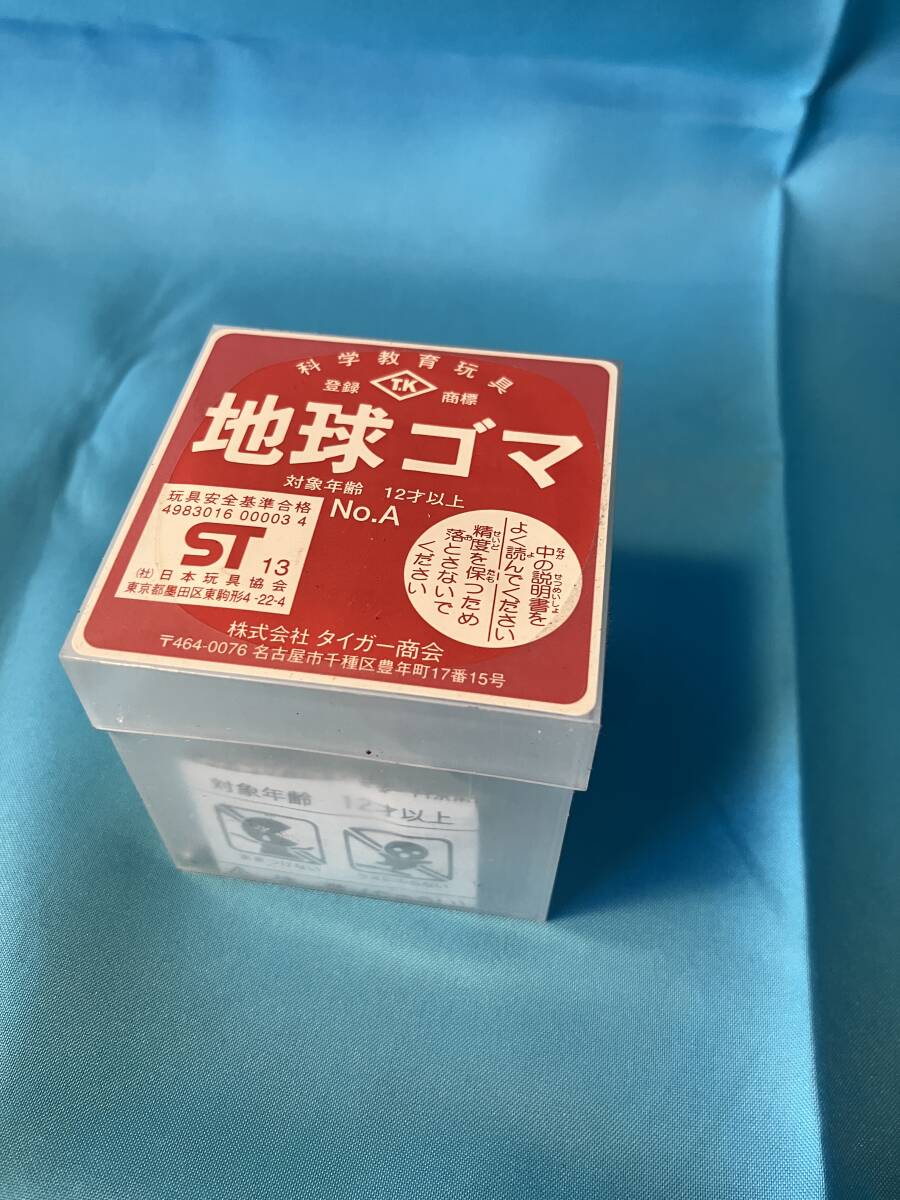 科学教育玩具
登録 T.K 商標
地球ゴマ
対象年齢 12才以上
No.A
玩具安全基準合格
4983016 00003 4
ST 13
(社)日本玩具協会
東京都墨田区東駒形4-22-4
中の説明書を
よく読んでください
精度を保つため
落とさないで
ください
株式会社 タイガー商会
〒464-0076 名古屋市千種区豊年町17番15号
対象年齢 12才以上